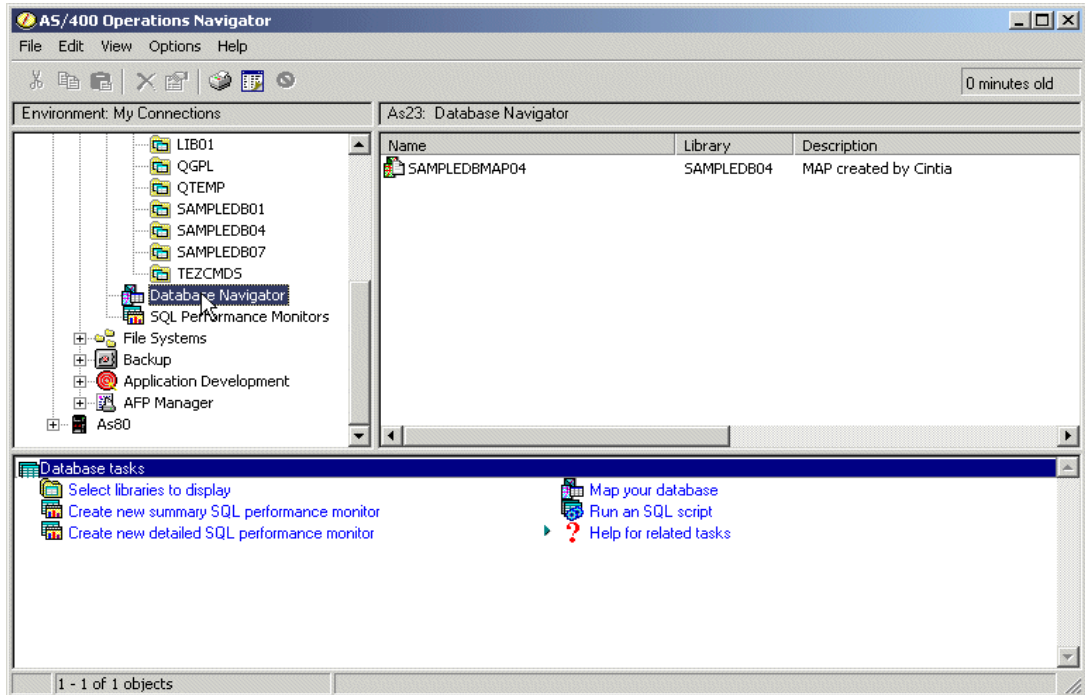 AS/400 Operations Navigator
File Edit View Options Help
0 minutes old
Environment: My Connections
As23: Database Navigator
LIB01
QGPL
QTEMP
SAMPLEDB01
SAMPLEDB04
SAMPLEDB07
TEZCMDS
Database Navigator
SQL Performance Monitors
File Systems
Backup
Application Development
AFP Manager
As80
Name Library Description
SAMPLEDBMAP04 SAMPLEDB04 MAP created by Cintia
Database tasks
Select libraries to display
Create new summary SQL performance monitor
Create new detailed SQL performance monitor
Map your database
Run an SQL script
? Help for related tasks
1 - 1 of 1 objects